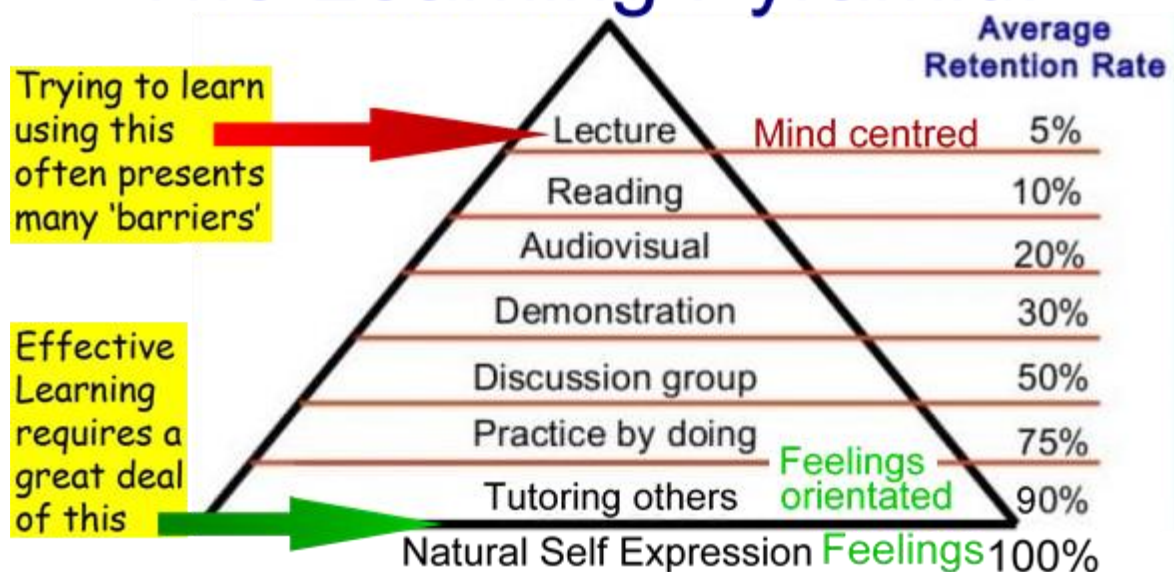 Average
Retention Rate
Trying to learn
using this
often presents
many ‘barriers’
Lecture Mind centred 5%
Reading 10%
Audiovisual 20%
Demonstration 30%
Discussion group 50%
Practice by doing 75%
Effective
Learning
requires a
great deal
of this
Feelings
orientated
Tutoring others 90%
Natural Self Expression Feelings 100%